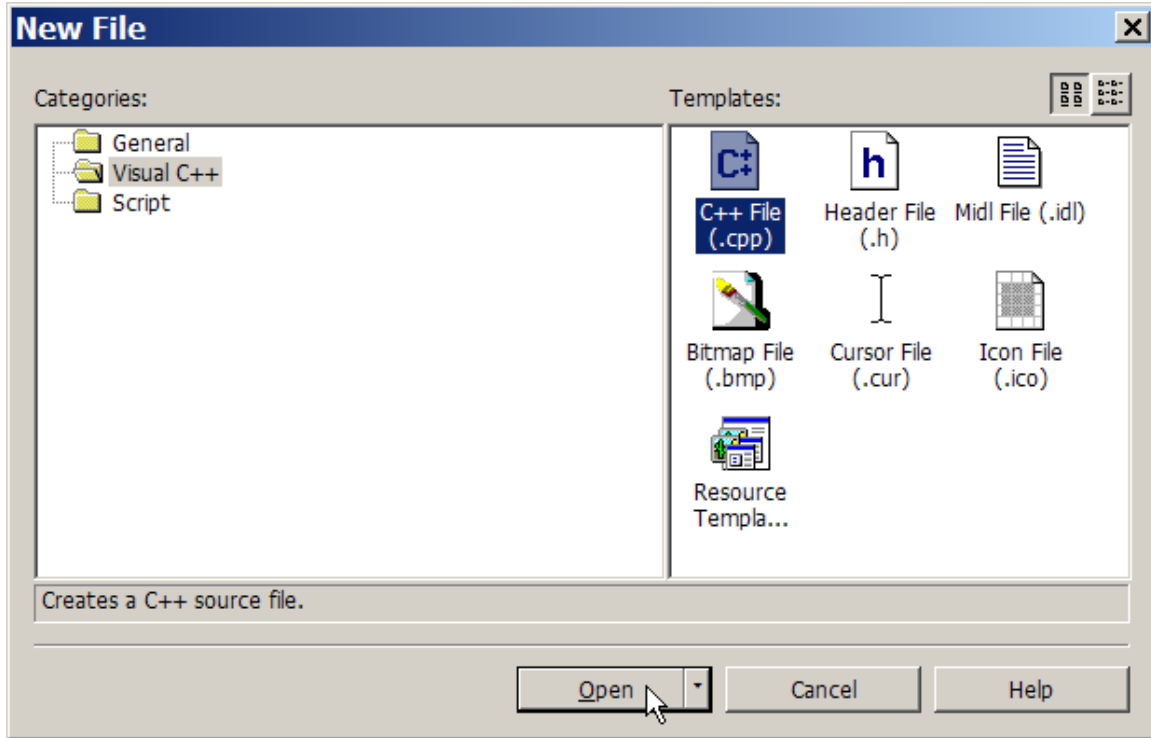 New File
Categories:
Templates:
General
Visual C++
Script
C++ File
(.cpp)
Header File
(.h)
Midl File (.idl)
Bitmap File
(.bmp)
Cursor File
(.cur)
Icon File
(.ico)
Resource
Templa...
Creates a C++ source file.
Open
Cancel
Help